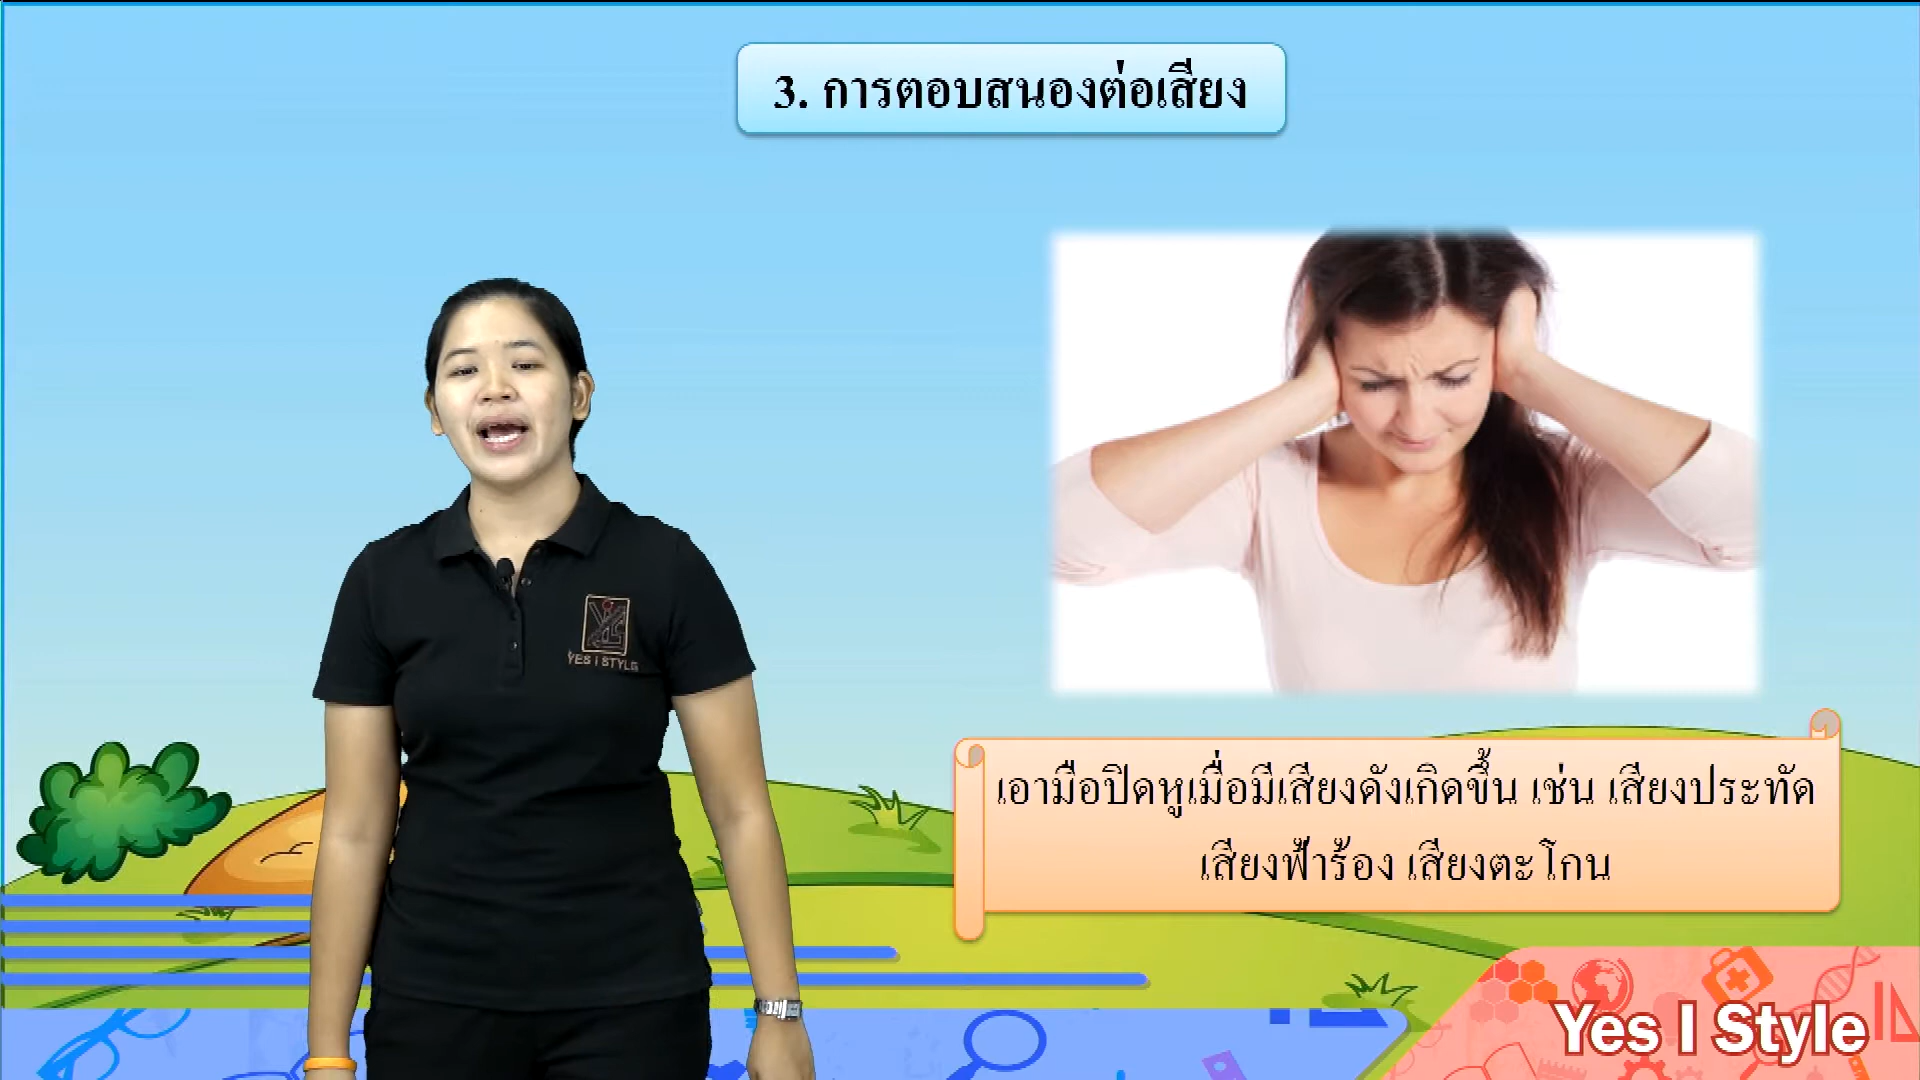 3. การตอบสนองต่อเสียง
YES I STYLE
เอามือปิดหูเมื่อมีเสียงดังเกิดขึ้น เช่น เสียงประทัด
เสียงฟ้าร้อง เสียงตะโกน
Yes I Style